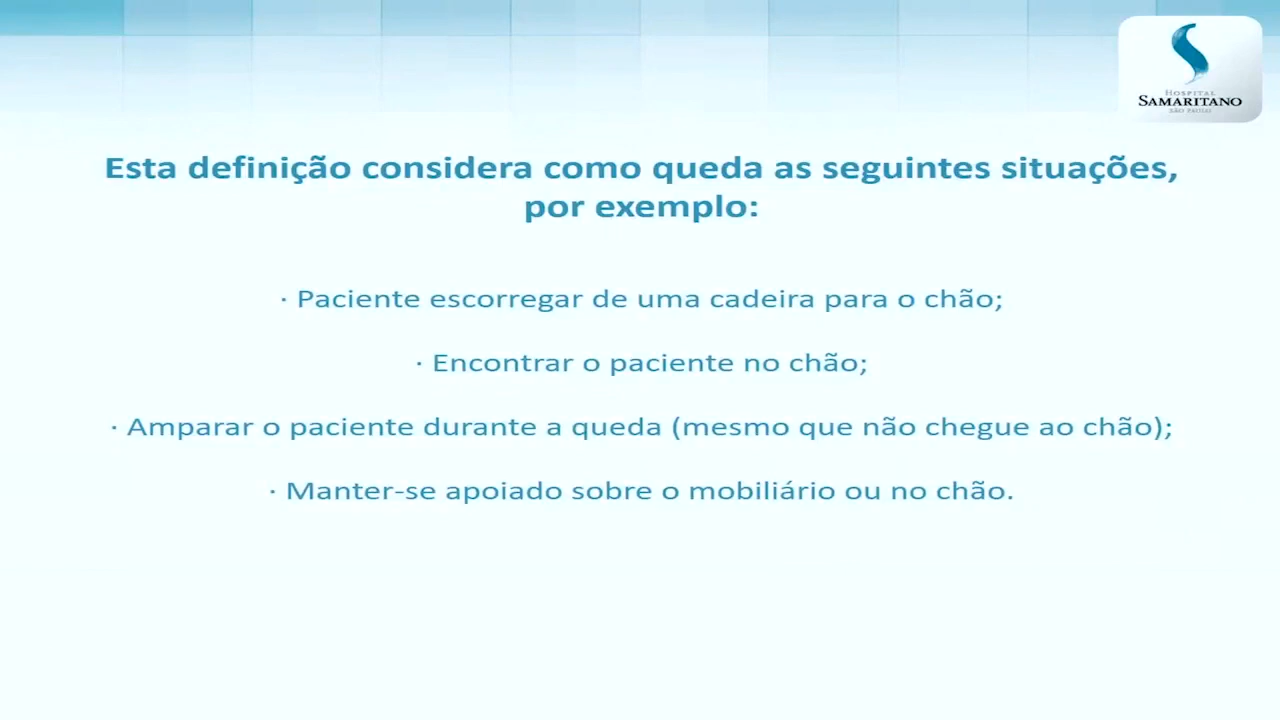 HOSPITAL
SAMARITANO
SÃO PAULO
Esta definição considera como queda as seguintes situações,
por exemplo:
· Paciente escorregar de uma cadeira para o chão;
· Encontrar o paciente no chão;
· Amparar o paciente durante a queda (mesmo que não chegue ao chão);
· Manter-se apoiado sobre o mobiliário ou no chão.